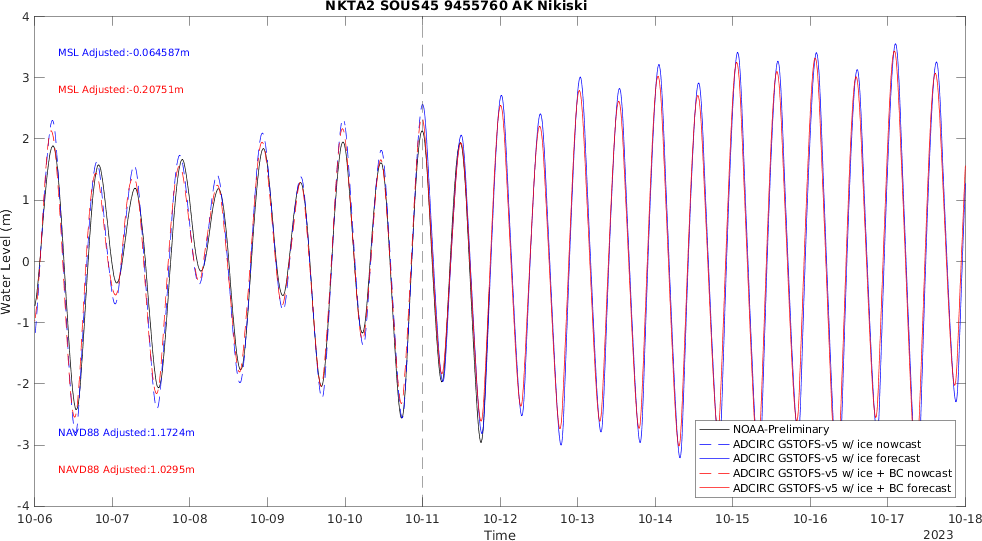 NKTA2 SOUS45 9455760 AK Nikiski
Water Level (m)
4
3
2
1
0
-1
-2
-3
-4
MSL Adjusted:-0.064587m
MSL Adjusted:-0.20751m
NAVD88 Adjusted:1.1724m
NAVD88 Adjusted:1.0295m
NOAA-Preliminary
ADCIRC GSTOFS-v5 w/ ice nowcast
ADCIRC GSTOFS-v5 w/ ice forecast
ADCIRC GSTOFS-v5 w/ ice + BC nowcast
ADCIRC GSTOFS-v5 w/ ice + BC forecast
10-06 10-07 10-08 10-09 10-10 10-11 10-12 10-13 10-14 10-15 10-16 10-17 10-18
Time
2023